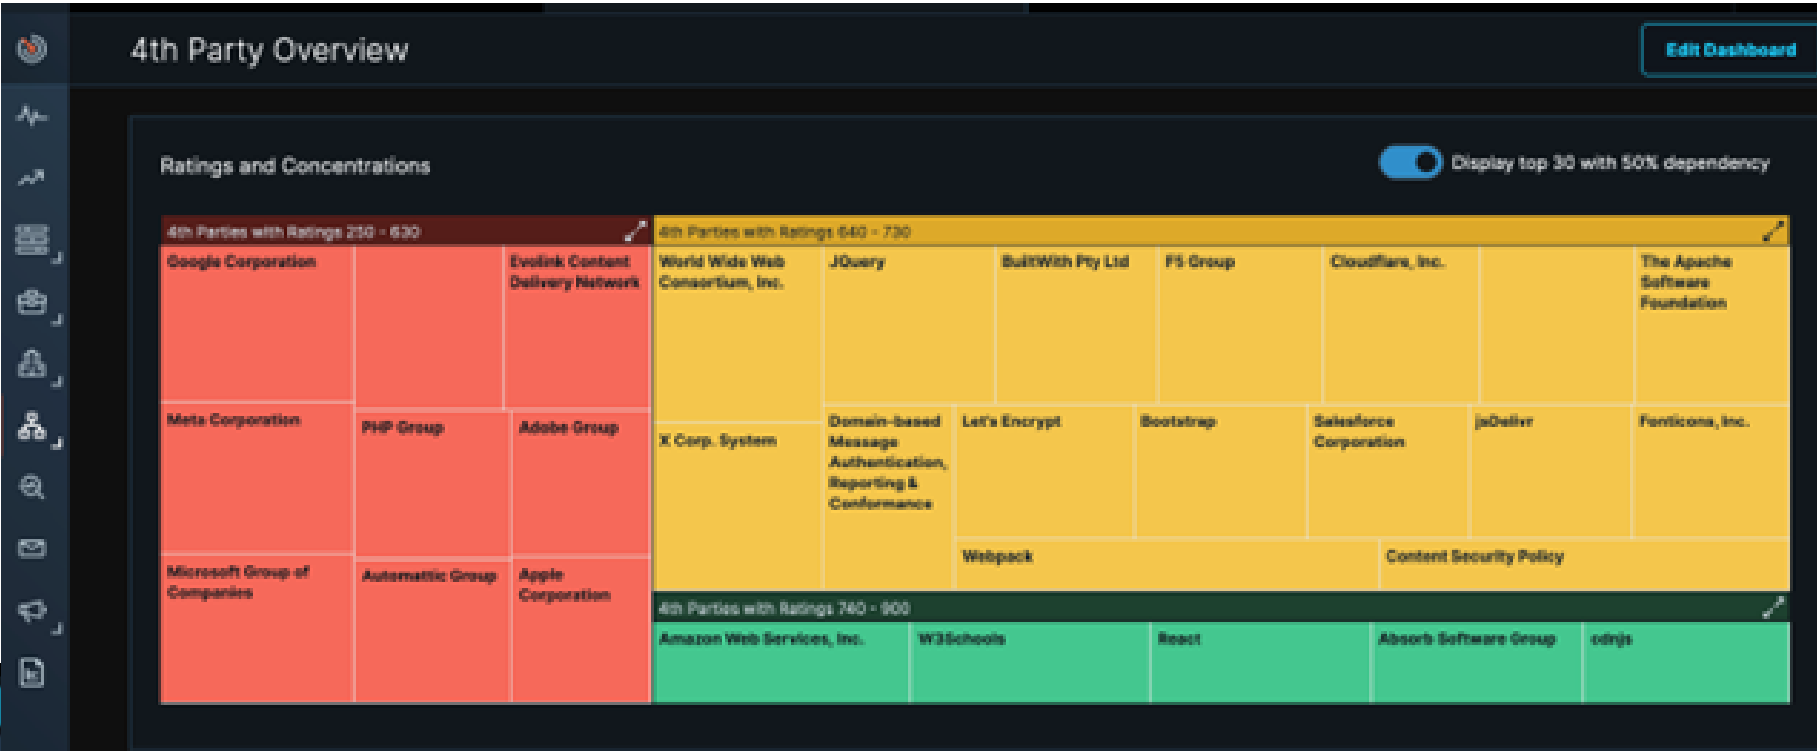 4th Party Overview
Edit Dashboard
Ratings and Concentrations
Display top 30 with 50% dependency
4th Parties with Ratings 250 - 630
Google Corporation
Evolink Content
Delivery Network
Meta Corporation
PHP Group
Adobe Group
Microsoft Group of
Companies
Automattic Group
Apple
Corporation
4th Parties with Ratings 640 - 730
World Wide Web
Consortium, Inc.
JQuery
BuiltWith Pty Ltd
F5 Group
Cloudflare, Inc.
The Apache
Software
Foundation
X Corp. System
Domain-based
Message
Authentication,
Reporting &
Conformance
Let's Encrypt
Bootstrap
Salesforce
Corporation
jsDelivr
Fonticons, Inc.
Webpack
Content Security Policy
4th Parties with Ratings 740 - 900
Amazon Web Services, Inc.
W3Schools
React
Absorb Software Group
cdnjs